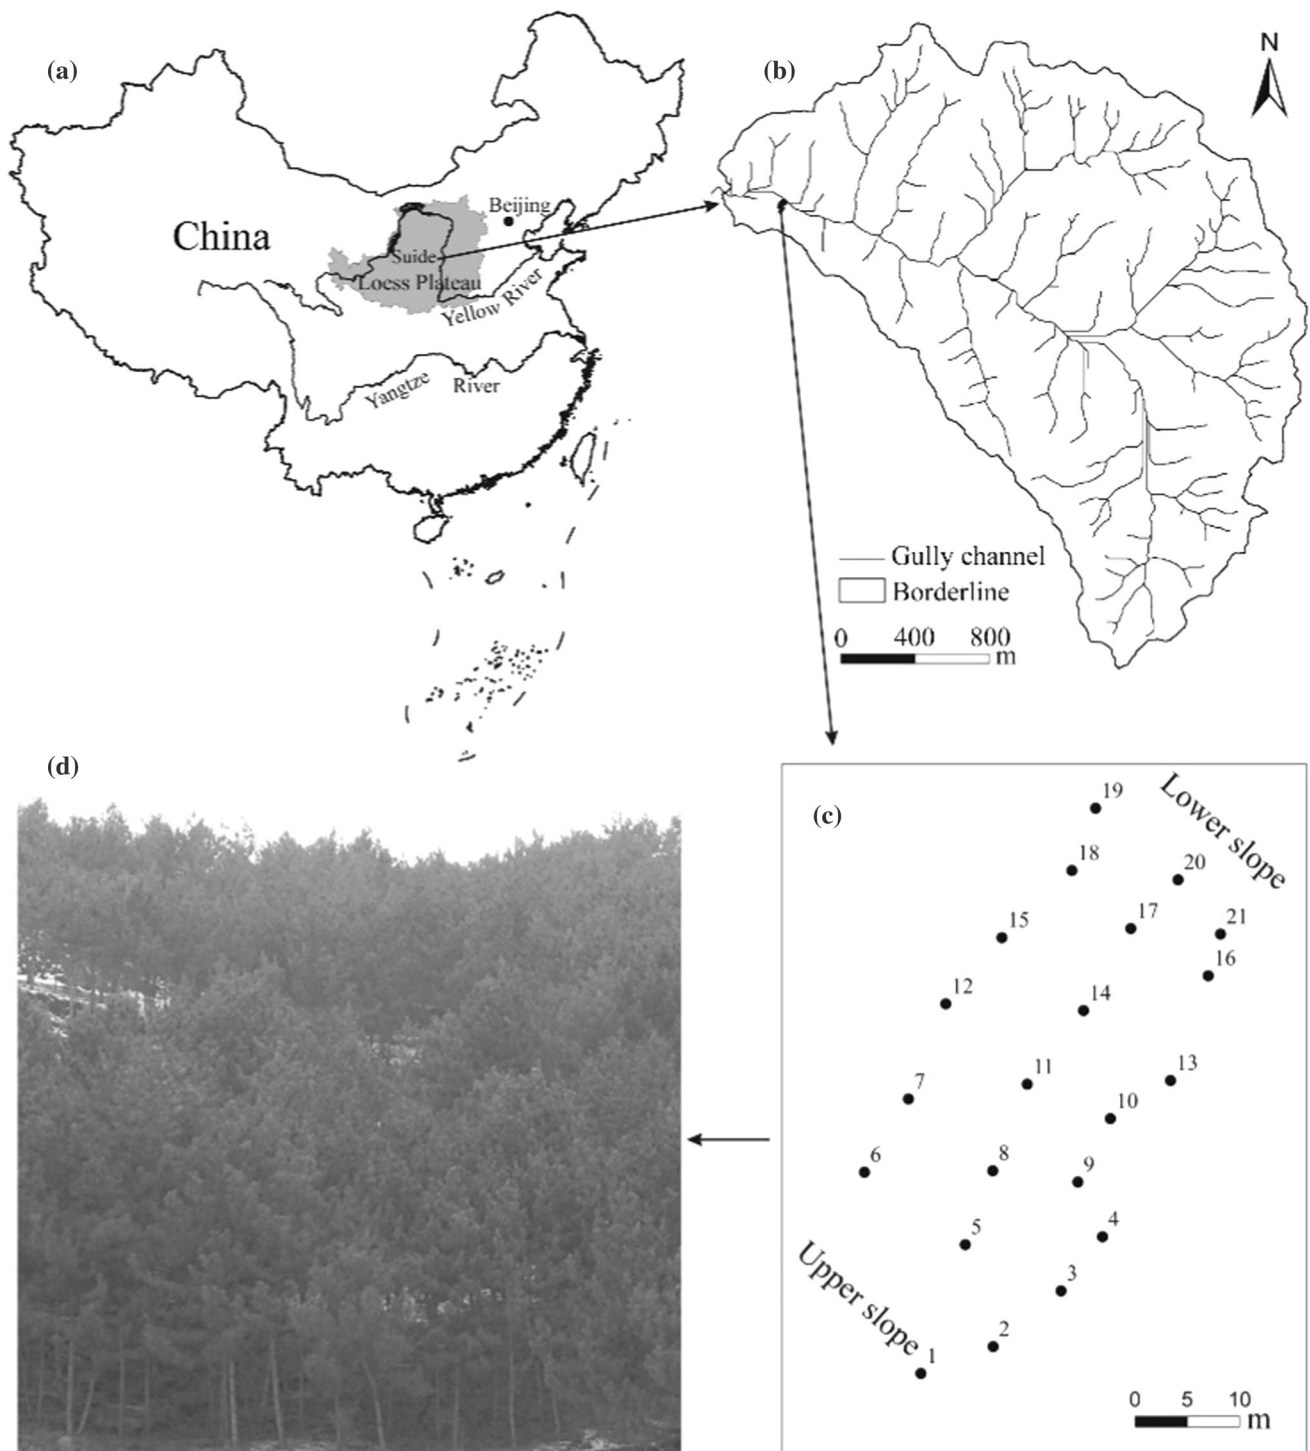 (a)
China
Beijing
Suide
Loess Plateau
Yellow River
Yangtze River
(b)
N
Gully channel
Borderline
0 400 800
m
(d)
(c)
Lower slope
19
18
20
17
21
15
16
12
14
11
13
7
10
6
8
9
5
4
3
Upper slope
2
1
0 5 10
m